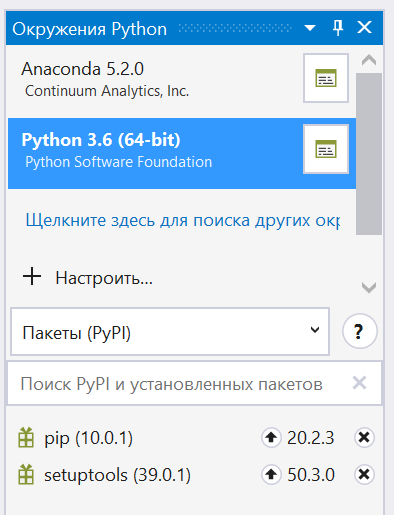 Окружения Python
Anaconda 5.2.0
Continuum Analytics, Inc.
Python 3.6 (64-bit)
Python Software Foundation
Щелкните здесь для поиска других окр
Настроить...
Пакеты (PyPI)
?
Поиск PyPI и установленных пакетов
pip (10.0.1) 20.2.3
setuptools (39.0.1) 50.3.0